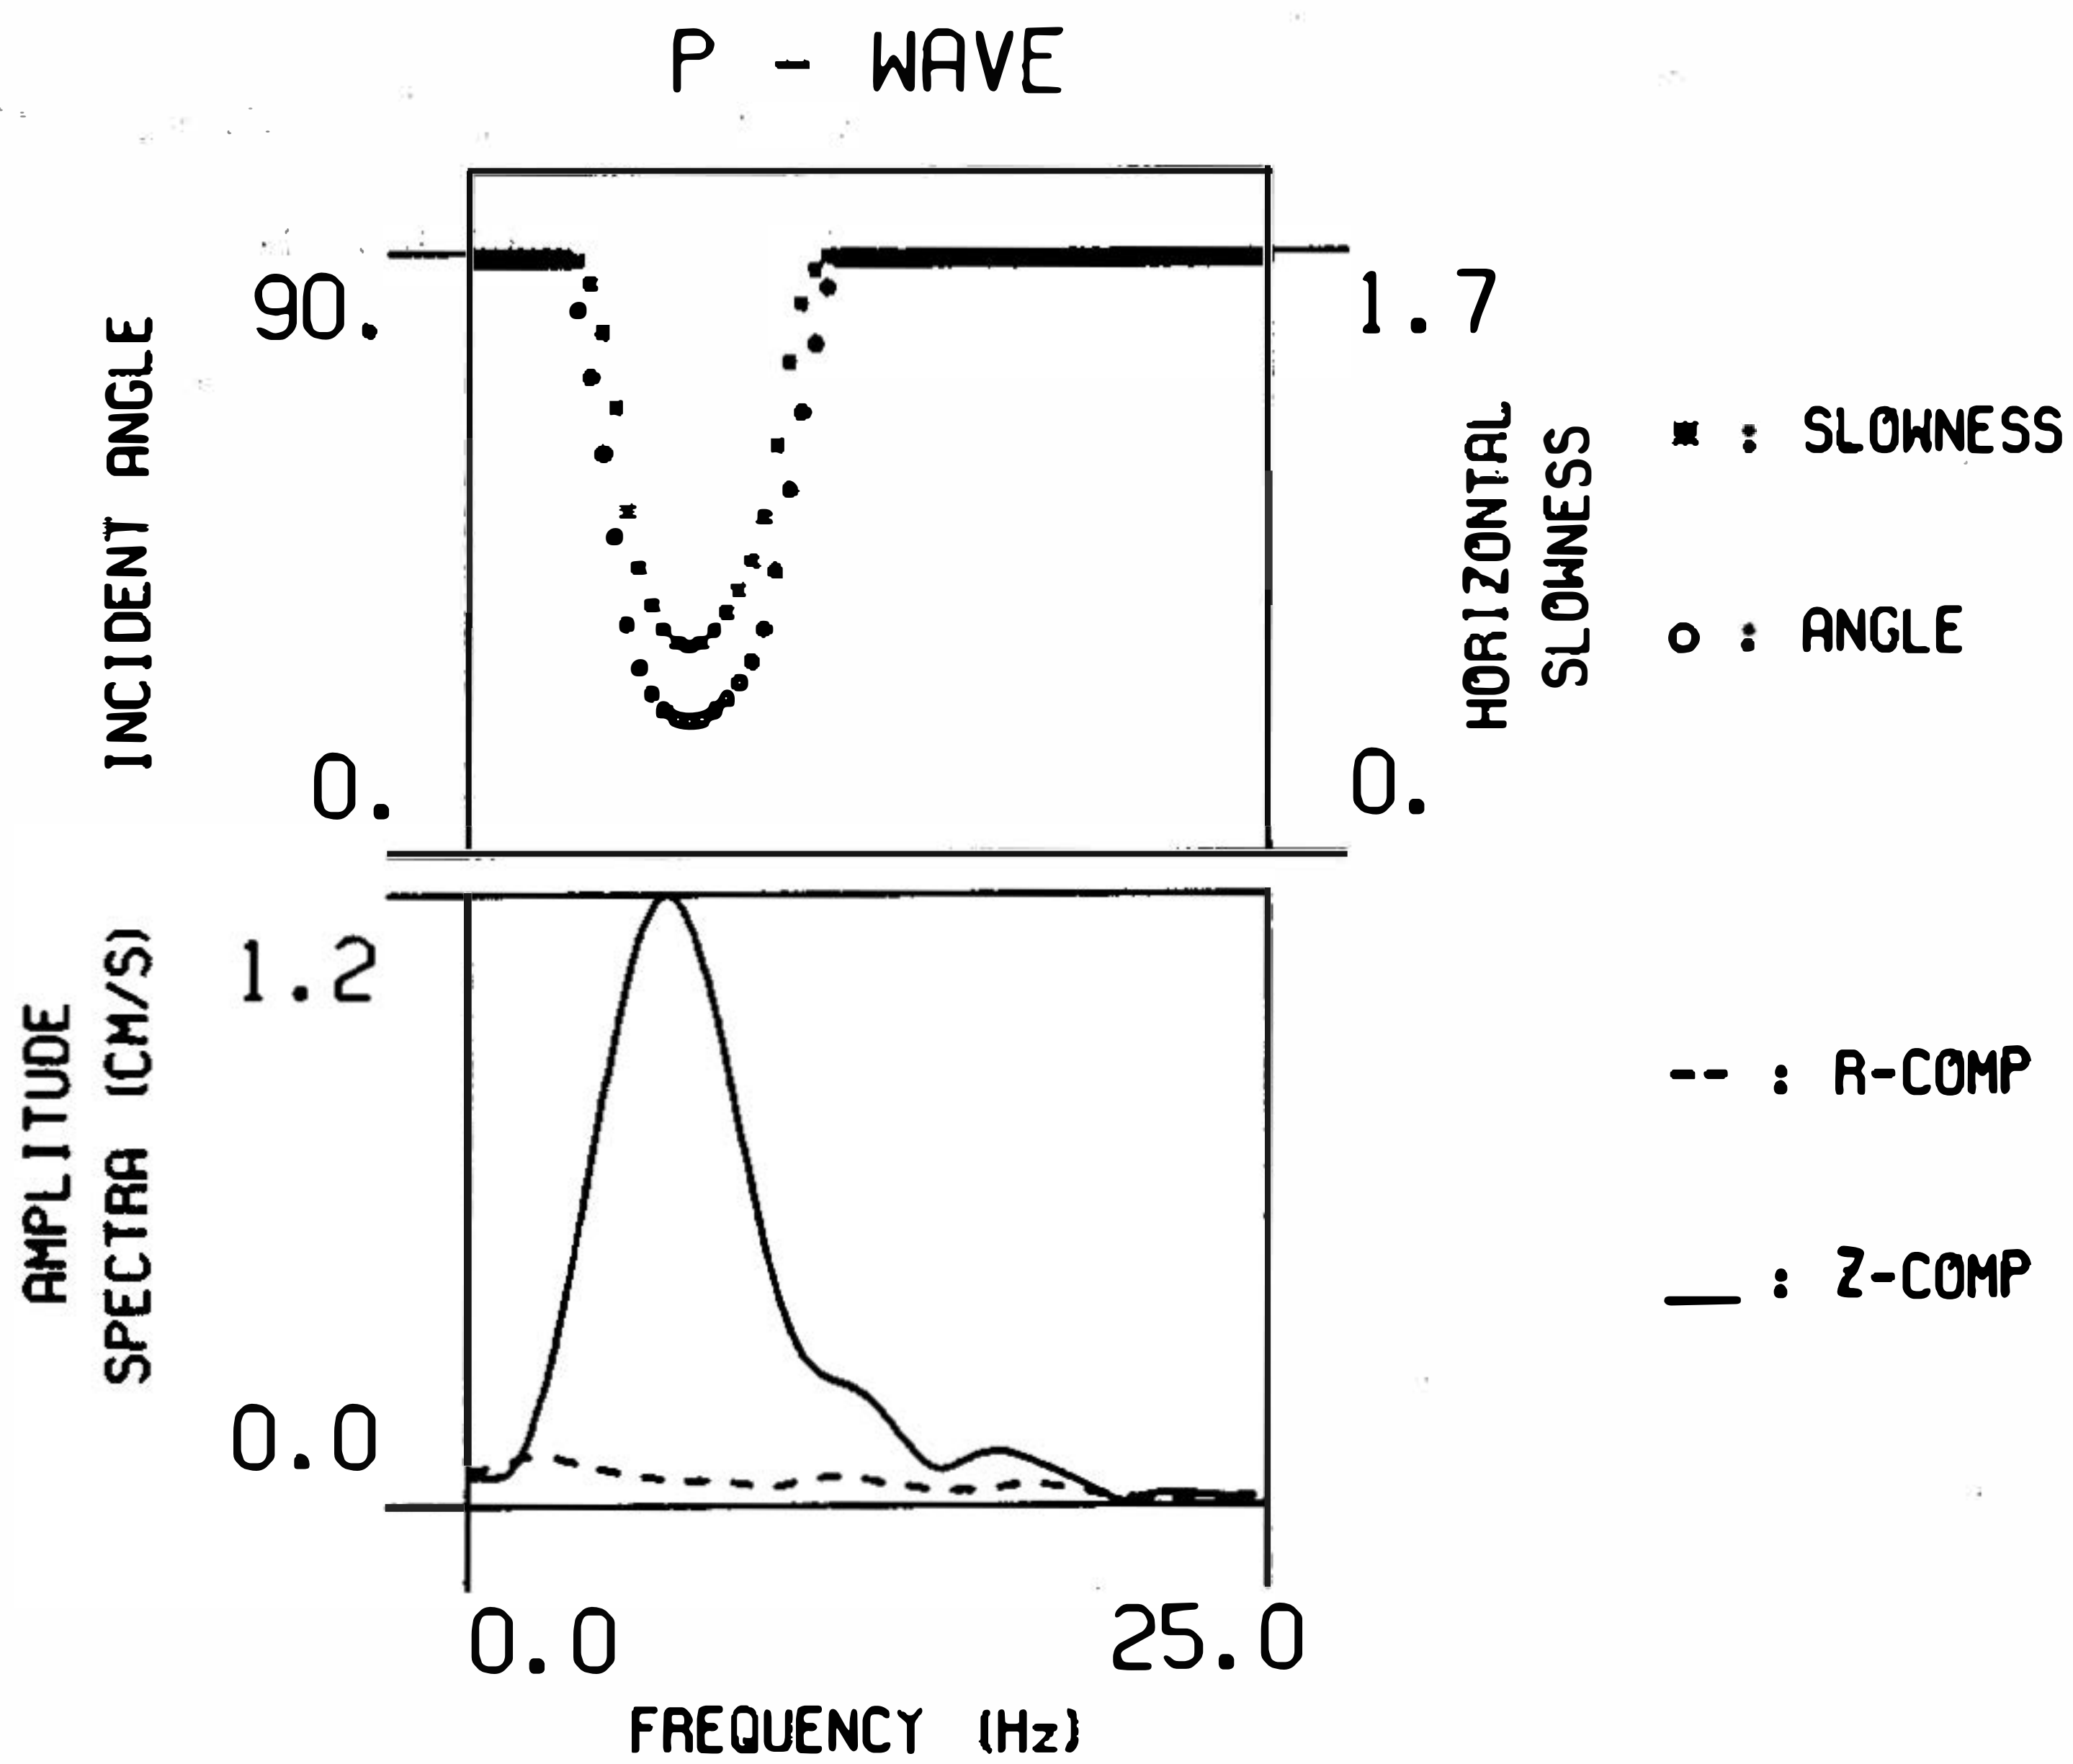 P - WAVE
90.
0.
INCIDENT ANGLE
1.7
0.
HORIZONTAL
SLOWNESS
: SLOWNESS
: ANGLE
1.2
0.0
AMPLITUDE
SPECTRA (CM/S)
-- : R-COMP
__ : Z-COMP
0.0 25.0
FREQUENCY (Hz)